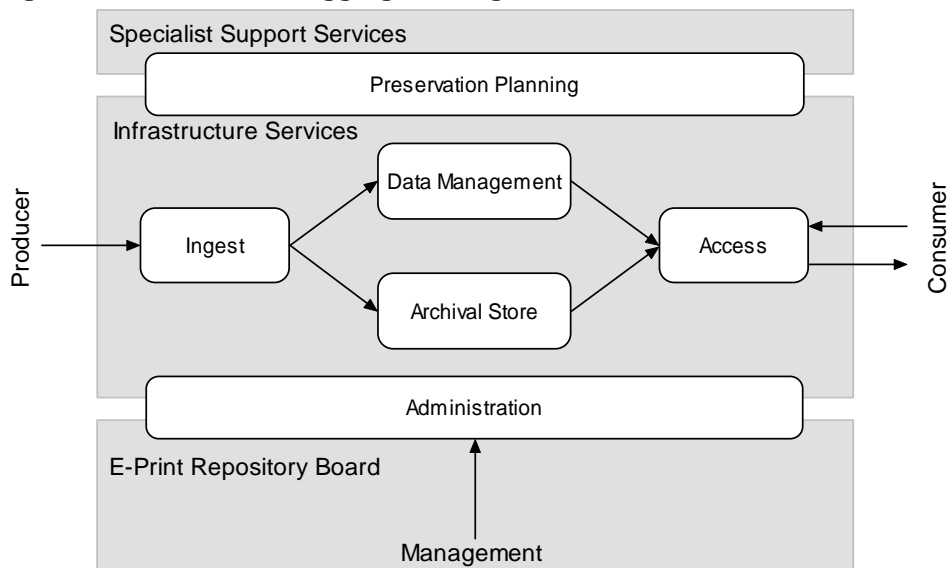 Specialist Support Services
Preservation Planning
Infrastructure Services
Data Management
Producer
Ingest
Access
Consumer
Archival Store
Administration
E-Print Repository Board
Management